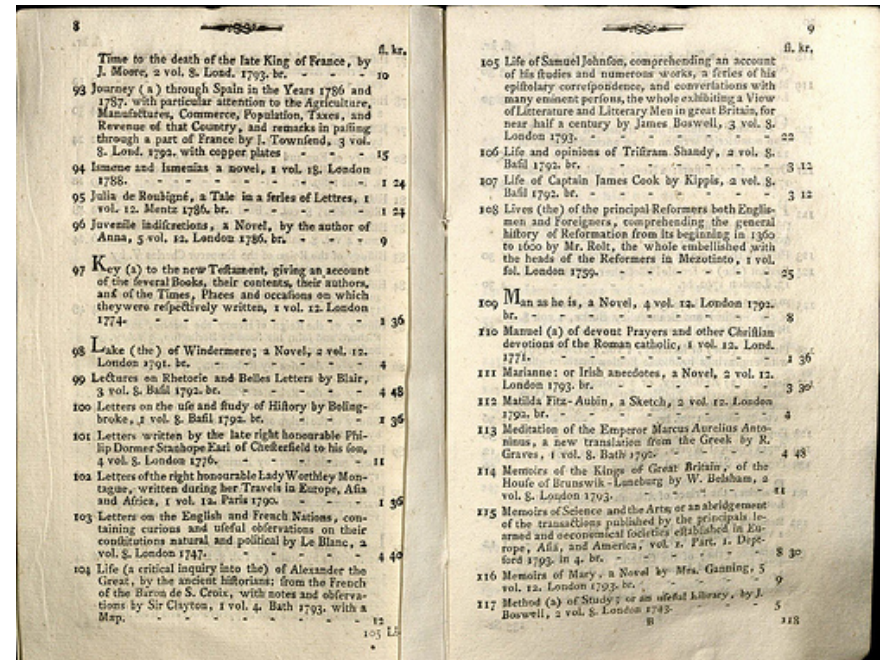 8
fl. kr.
Time to the death of the late King of France, by
J. Moore, 2 vol. 8. Lond. 1793. br. - - 10
93 Journey (a) through Spain in the Years 1786 and
1787. with particular attention to the Agriculture,
Manufactures, Commerce, Population, Taxes, and
Revenue of that Country, and remarks in passing
through a part of France by J. Townsend, 3 vol.
8. Lond. 1792. with copper plates - - - 15
94 Ismene and Ismenias a novel, 1 vol. 18. London
1788. - - - - - - - - 1 24
95 Julia de Roubigné, a Tale in a series of Lettres, 1
vol. 12. Mentz 1786. br. - - - - - 1 24
96 Juvenile indiscretions, a Novel, by the author of
Anna, 5 vol. 12. London 1786. br. - - - 9
97 Key (a) to the new Testament, giving an account
of the several Books, their contents, their authors,
and of the Times, Places and occasions on which
theywere respectively written, 1 vol. 12. London
1774. - - - - - - - - 1 36
98 Lake (the) of Windermere; a Novel, 2 vol. 12.
London 1791. br. - - - - - - 4
99 Lectures on Rhetoric and Belles Letters by Blair,
3 vol. 8. Basil 1792. br. - - - - - 4 48
100 Letters on the use and study of History by Boling-
broke, 1 vol. 8. Basil 1792. br. - - - 1 36
101 Letters written by the late right honourable Phi-
lip Dormer Stanhope Earl of Chesterfield to his son,
4 vol. 8. London 1776. - - - - - 11
102 Letters of the right honourable Lady Worthley Mon-
tague, written during her Travels in Europe, Asia
and Africa, 1 vol. 12. Paris 1790. - - - 1 36
103 Letters on the English and French Nations, con-
taining curious and useful observations on their
constitutions natural and political by Le Blanc, 2
vol. 8. London 1747. - - - - - 4 40
104 Life (a critical inquiry into the) of Alexander the
Great, by the ancient historians: from the French
of the Baron de S. Croix, with notes and observa-
tions by Sir Clayton, 1 vol. 4. Bath 1793. with a
Map. - - - - - - - - 12
105 Li
9
fl. kr.
105 Life of Samuel Johnson, comprehending an account
of his studies and numerous works, a series of his
epistolary correspondence, and conversations with
many eminent persons, the whole exhibiting a View
of Litterature and Litterary Men in great Britain, for
near half a century by James Boswell, 3 vol. 8.
London 1793. - - - - - - - 22
106 Life and opinions of Tristram Shandy, 2 vol. 8.
Basil 1792. br. - - - - - - - 3 12
107 Life of Captain James Cook by Kippis, 2 vol. 8.
Basil 1792. br. - - - - - - - 3 12
108 Lives (the) of the principal Reformers both Englis-
men and Foreigners, comprehending the general
history of Reformation from its beginning in 1360
to 1600 by Mr. Rolt, the whole embellished with
the heads of the Reformers in Mezotinto, 1 vol.
fol. London 1759. - - - - - - 25
109 Man as he is, a Novel, 4 vol. 12. London 1792.
br. - - - - - - - - 8
110 Manuel (a) of devout Prayers and other Christian
devotions of the Roman catholic, 1 vol. 12. Lond.
1771. - - - - - - - - 1 36
111 Marianne: or Irish anecdotes, a Novel, 2 vol. 12.
London 1793. br. - - - - - - 3 30
112 Matilda Fitz-Aubin, a Sketch, 2 vol. 12. London
1792. br. - - - - - - - 4
113 Meditation of the Emperor Marcus Aurelius Anto-
ninus, a new translation from the Greek by R.
Graves, 1 vol. 8. Bath 1792. - - - - 4 48
114 Memoirs of the Kings of Great Britain, of the
House of Brunswik-Luneburg by W. Belsham, 2
vol. 8. London 1793. - - - - - 11
115 Memoirs of Science and the Arts; or an abridgement
of the transactions published by the principals le-
arned and oeconomical societies established in Eu-
rope, Asia, and America, vol. 1. Part. 1. Dept-
ford 1793. in 4. br. - - - - - 8 30
116 Memoirs of Mary, a Novel by Mrs. Ganning, 5
vol. 12. London 1793. br. - - - - 9
117 Method (a) of Study; or an useful Library, by J.
Boswell, 2 vol. 8. London 1743. - - - 5
B 118